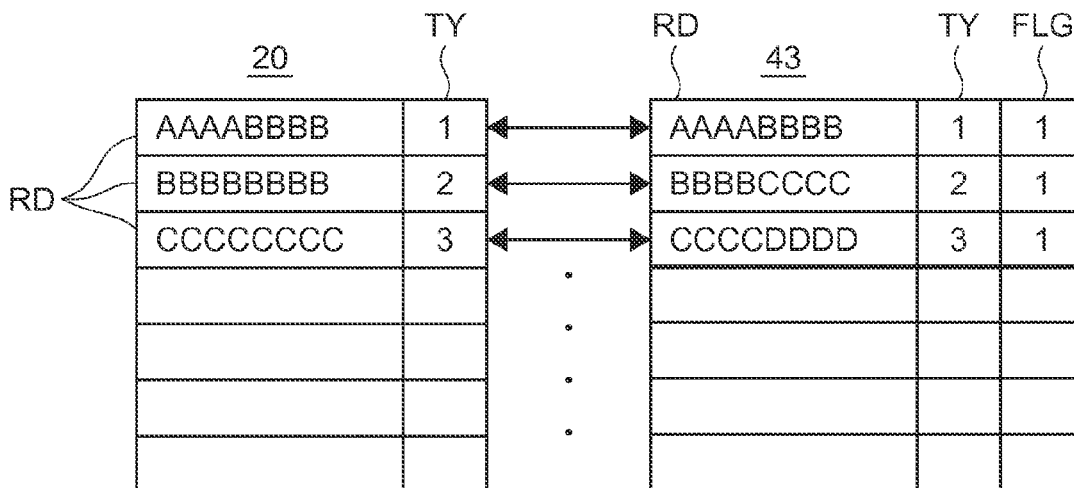 TY RD TY FLG
20 43
AAAABBBB 1 AAAABBBB 1 1
RD BBBBBBBB 2 BBBBCCCC 2 1
CCCCCCCC 3 CCCCDDDD 3 1